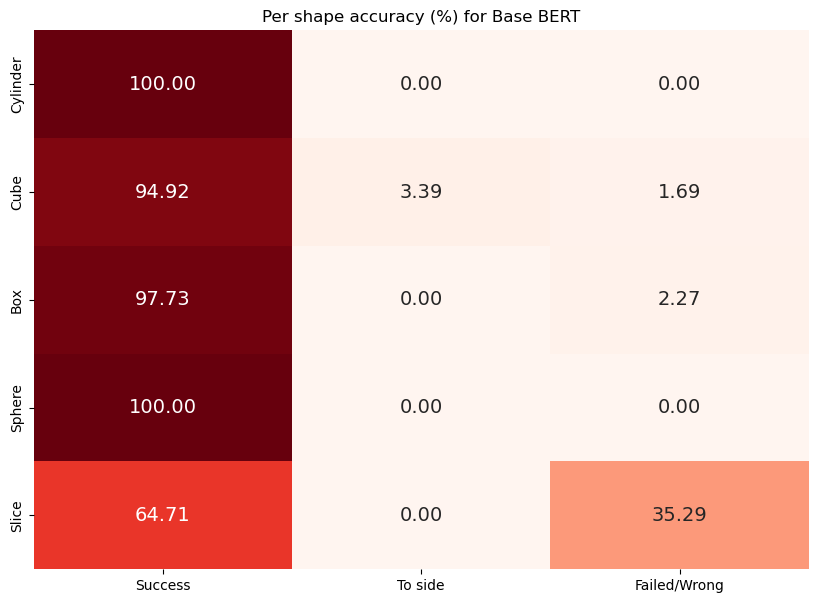 Per shape accuracy (%) for Base BERT
Cylinder
100.00 0.00 0.00
Cube
94.92 3.39 1.69
Box
97.73 0.00 2.27
Sphere
100.00 0.00 0.00
Slice
64.71 0.00 35.29
Success To side Failed/Wrong